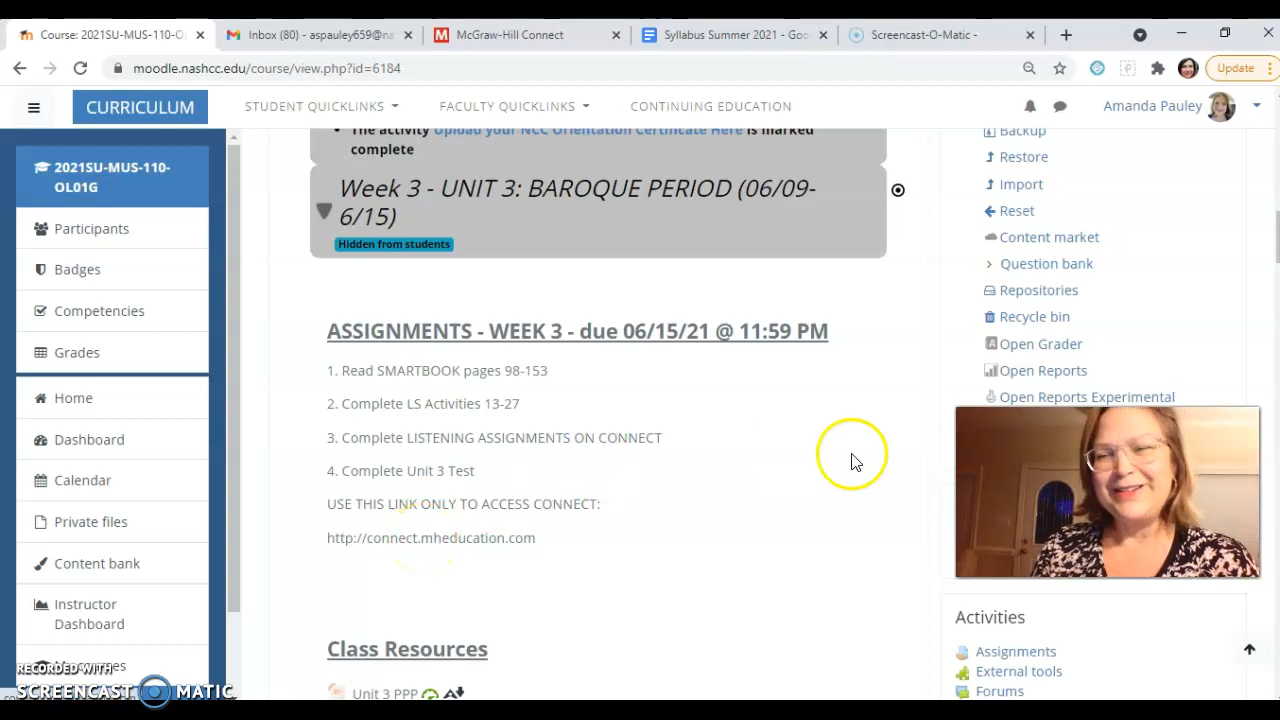 Course: 2021SU-MUS-110-OL
Inbox (80) - aspauley659@na
McGraw-Hill Connect
Syllabus Summer 2021 - Goo
Screencast-O-Matic -
moodle.nashcc.edu/course/view.php?id=6184
Update
CURRICULUM
STUDENT QUICKLINKS
FACULTY QUICKLINKS
CONTINUING EDUCATION
Amanda Pauley
2021SU-MUS-110-
OL01G
Participants
Badges
Competencies
Grades
Home
Dashboard
Calendar
Private files
Content bank
Instructor
Dashboard
RECORDED WITH
SCREENCAST MATIC
The activity Upload your NCC Orientation Certificate Here is marked
complete
Week 3 - UNIT 3: BAROQUE PERIOD (06/09-
6/15)
Hidden from students
ASSIGNMENTS - WEEK 3 - due 06/15/21 @ 11:59 PM
1. Read SMARTBOOK pages 98-153
2. Complete LS Activities 13-27
3. Complete LISTENING ASSIGNMENTS ON CONNECT
4. Complete Unit 3 Test
USE THIS LINK ONLY TO ACCESS CONNECT:
http://connect.mheducation.com
Class Resources
Unit 3 PPP
Backup
Restore
Import
Reset
Content market
Question bank
Repositories
Recycle bin
Open Grader
Open Reports
Open Reports Experimental
Activities
Assignments
External tools
Forums